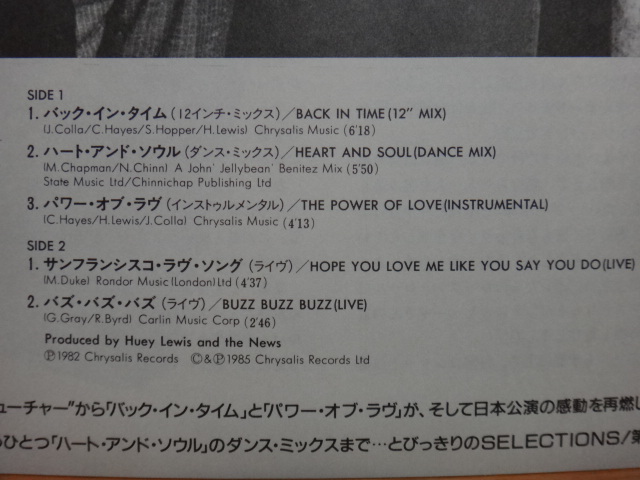 SIDE 1
1. バック・イン・タイム (12インチ・ミックス)／BACK IN TIME (12" MIX)
(J.Colla/C.Hayes/S.Hopper/H.Lewis) Chrysalis Music (6'18)
2. ハート・アンド・ソウル (ダンス・ミックス)／HEART AND SOUL(DANCE MIX)
(M.Chapman/N.Chinn) A John' Jellybean' Benitez Mix (5'50)
State Music Ltd/Chinnichap Publishing Ltd
3. パワー・オブ・ラヴ (インストゥルメンタル)／THE POWER OF LOVE(INSTRUMENTAL)
(C.Hayes/H.Lewis/J.Colla) Chrysalis Music (4'13)
SIDE 2
1. サンフランシスコ・ラヴ・ソング (ライヴ)／HOPE YOU LOVE ME LIKE YOU SAY YOU DO(LIVE)
(M.Duke) Rondor Music(London)Ltd (4'37)
2. バズ・バズ・バズ (ライヴ)／BUZZ BUZZ BUZZ(LIVE)
(G.Gray/R.Byrd) Carlin Music Corp (2'46)
Produced by Huey Lewis and the News
Ⓟ1982 Chrysalis Records ©&Ⓟ1985 Chrysalis Records Ltd
ューチャー"から「バック・イン・タイム」と「パワー・オブ・ラヴ」が、そして日本公演の感動を再燃し
ひとつ「ハート・アンド・ソウル」のダンス・ミックスまで…とびっきりのSELECTIONS/第